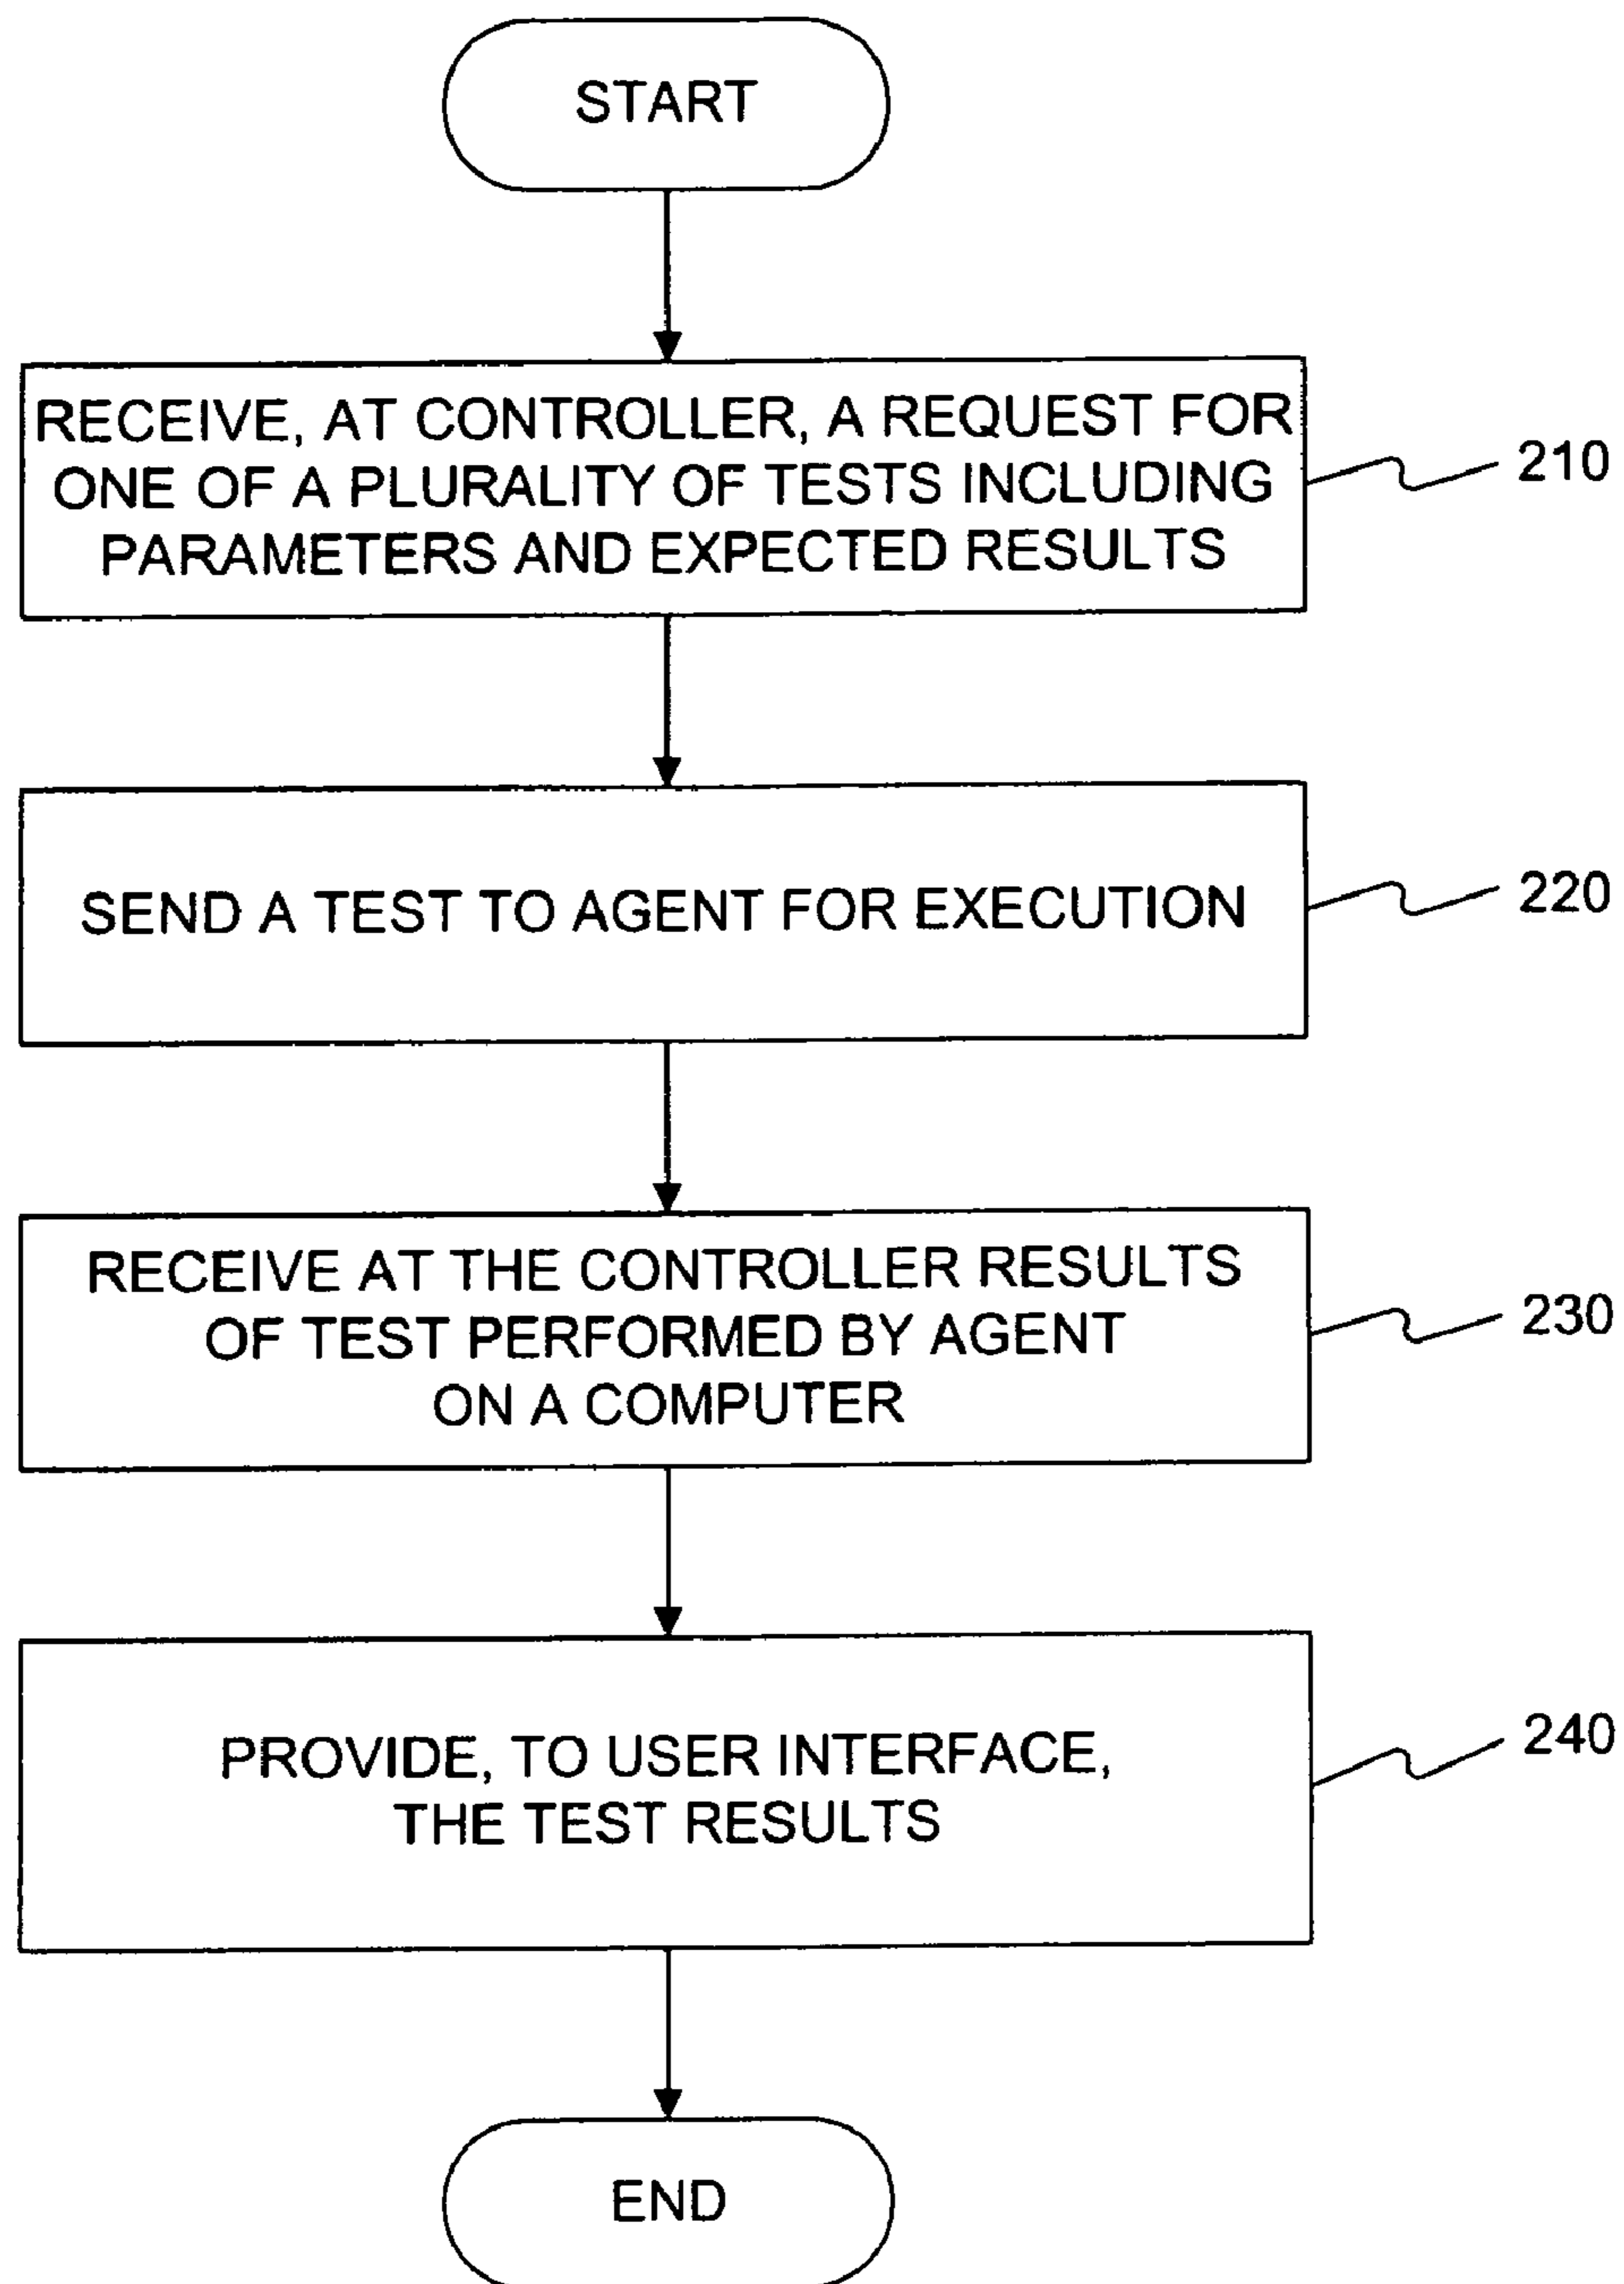 START
RECEIVE, AT CONTROLLER, A REQUEST FOR
ONE OF A PLURALITY OF TESTS INCLUDING
PARAMETERS AND EXPECTED RESULTS
210
SEND A TEST TO AGENT FOR EXECUTION
220
RECEIVE AT THE CONTROLLER RESULTS
OF TEST PERFORMED BY AGENT
ON A COMPUTER
230
PROVIDE, TO USER INTERFACE,
THE TEST RESULTS
240
END